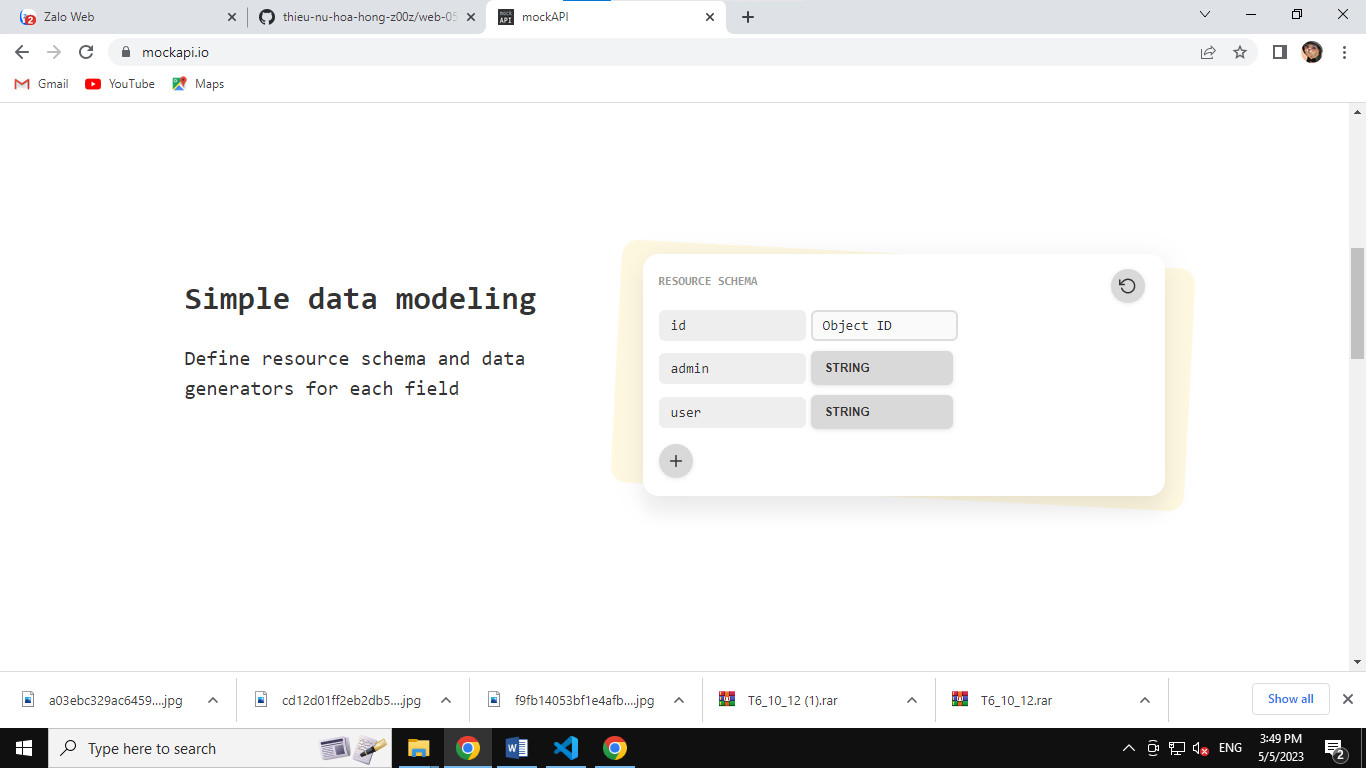 Zalo Web
thieu-nu-hoa-hong-z00z/web-05
mockAPI
mockapi.io
Gmail
YouTube
Maps
Simple data modeling
Define resource schema and data
generators for each field
RESOURCE SCHEMA
id
Object ID
admin
STRING
user
STRING
a03ebc329ac6459....jpg
cd12d01ff2eb2db5....jpg
f9fb14053bf1e4afb....jpg
T6_10_12 (1).rar
T6_10_12.rar
Show all
Type here to search
ENG
3:49 PM
5/5/2023
2